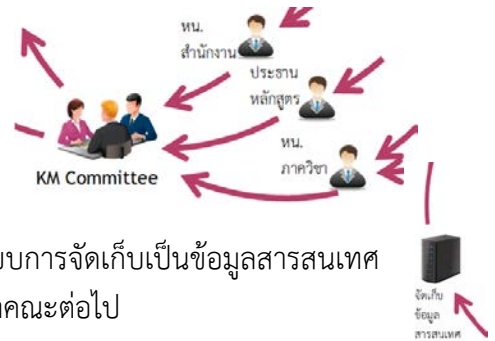 หน.
สำนักงาน
ประธาน
หลักสูตร
หน.
ภาควิชา
KM Committee
บบการจัดเก็บเป็นข้อมูลสารสนเทศ
คณะต่อไป
จัดเก็บ
ข้อมูล
สารสนเทศ